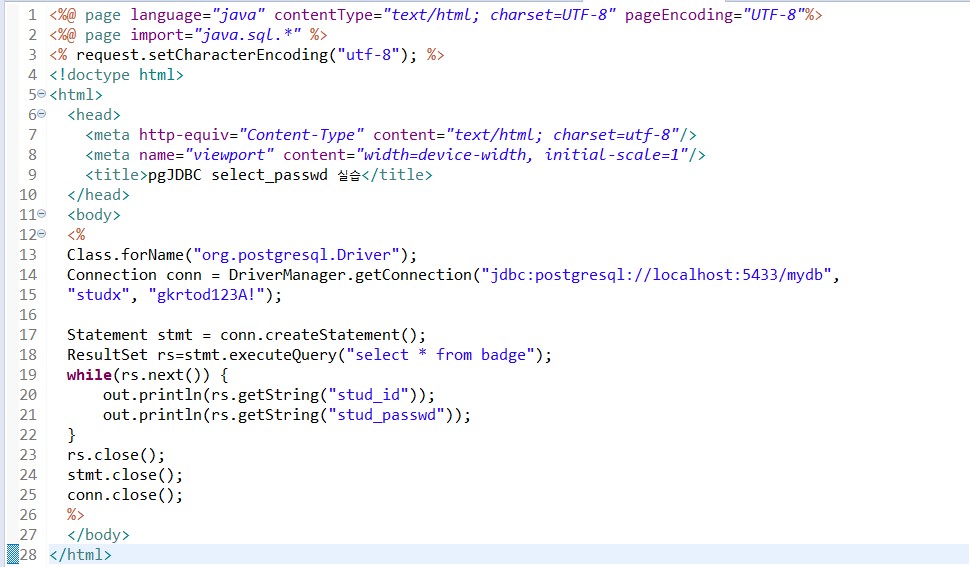 1 <%@ page language="java" contentType="text/html; charset=UTF-8" pageEncoding="UTF-8"%>
2 <%@ page import="java.sql.*" %>
3 <% request.setCharacterEncoding("utf-8"); %>
4 <!doctype html>
5 <html>
6   <head>
7     <meta http-equiv="Content-Type" content="text/html; charset=utf-8"/>
8     <meta name="viewport" content="width=device-width, initial-scale=1"/>
9     <title>pgJDBC select_passwd 실습</title>
10   </head>
11   <body>
12   <%
13   Class.forName("org.postgresql.Driver");
14   Connection conn = DriverManager.getConnection("jdbc:postgresql://localhost:5433/mydb",
15   "studx", "gkrtod123A!");
16
17   Statement stmt = conn.createStatement();
18   ResultSet rs=stmt.executeQuery("select * from badge");
19   while(rs.next()) {
20       out.println(rs.getString("stud_id"));
21       out.println(rs.getString("stud_passwd"));
22   }
23   rs.close();
24   stmt.close();
25   conn.close();
26   %>
27   </body>
28 </html>